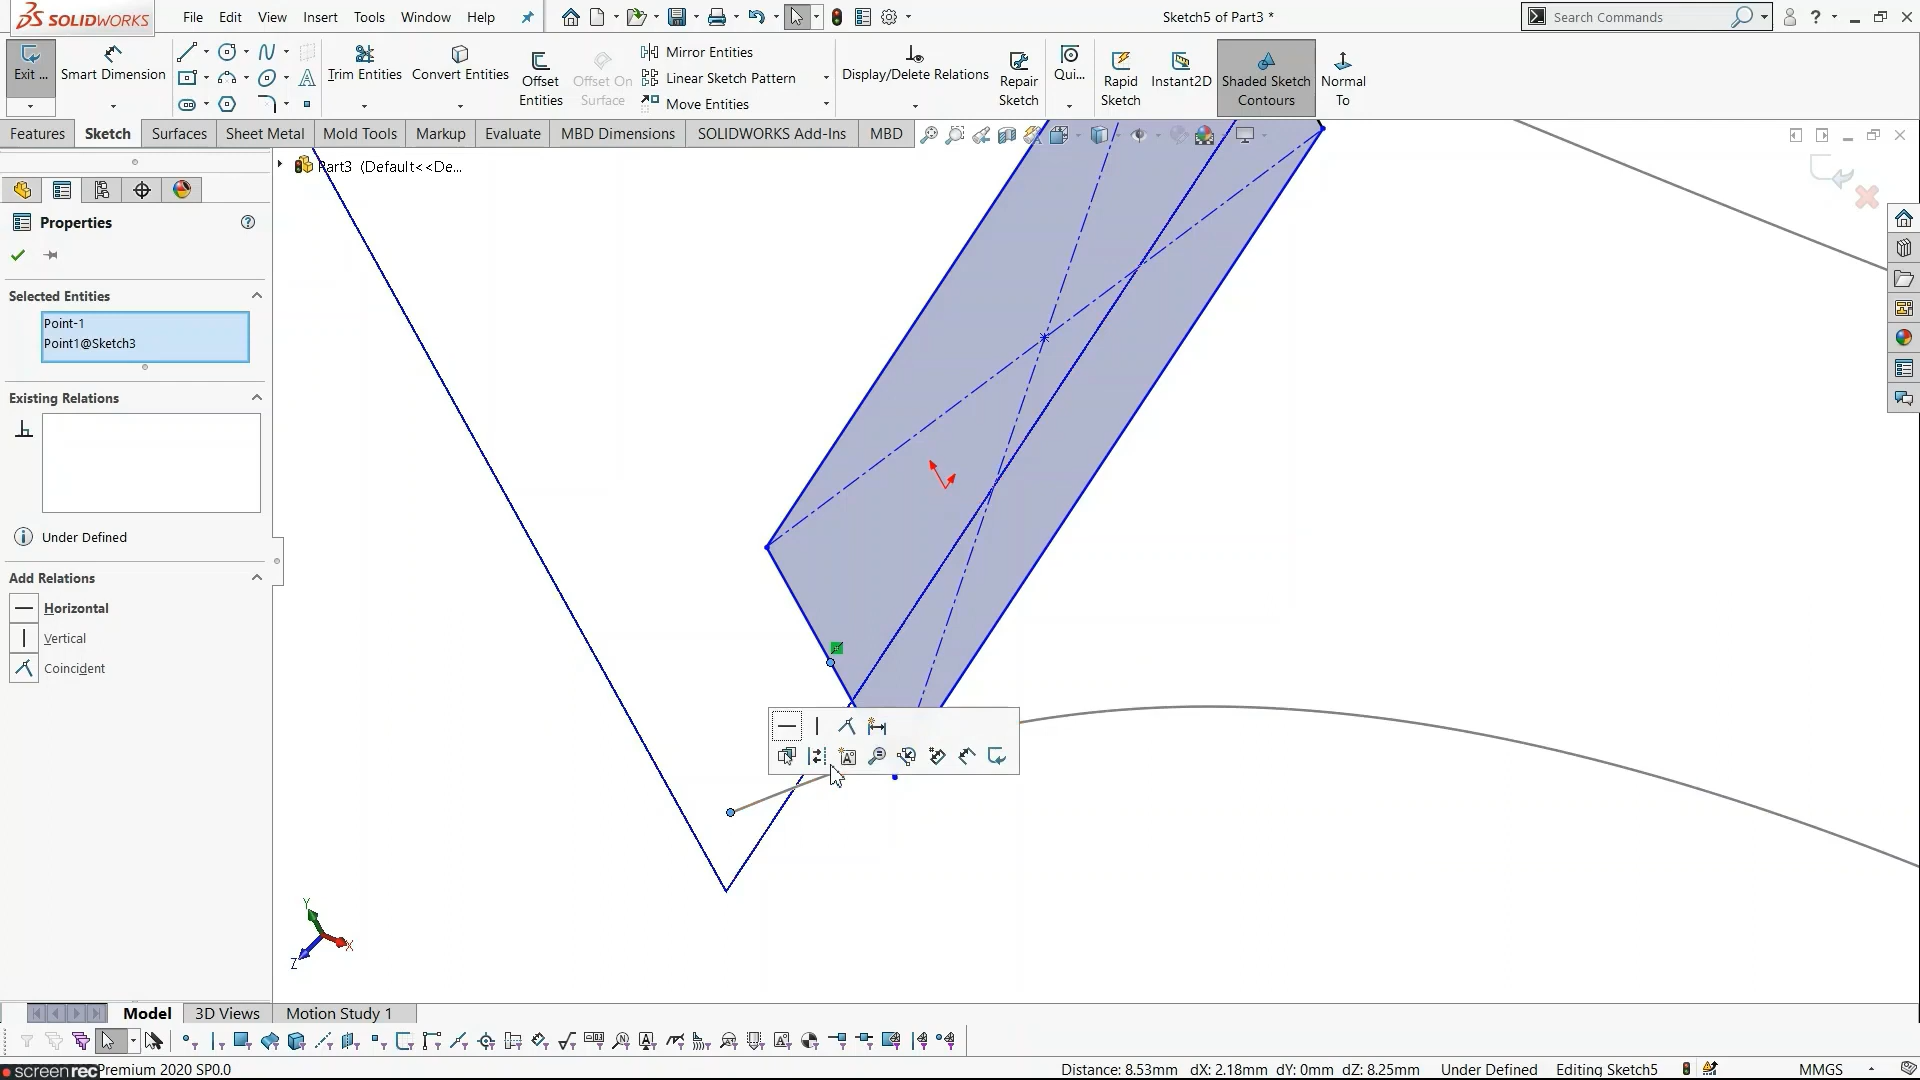 SOLIDWORKS
File Edit View Insert Tools Window Help
Sketch5 of Part3 *
Search Commands
?
Exit ...
Smart Dimension
Trim Entities
Convert Entities
Offset Entities
Offset On Surface
Mirror Entities
Linear Sketch Pattern
Move Entities
Display/Delete Relations
Repair Sketch
Qui...
Rapid Sketch
Instant2D
Shaded Sketch Contours
Normal To
Features Sketch Surfaces Sheet Metal Mold Tools Markup Evaluate MBD Dimensions SOLIDWORKS Add-Ins MBD
Part3 (Default<<De...
Properties
?
Selected Entities
Point-1
Point1@Sketch3
Existing Relations
Under Defined
Add Relations
Horizontal
Vertical
Coincident
Y
X
Z
Model 3D Views Motion Study 1
screenrec
Premium 2020 SP0.0
Distance: 8.53mm dX: 2.18mm dY: 0mm dZ: 8.25mm Under Defined Editing Sketch5 MMGS